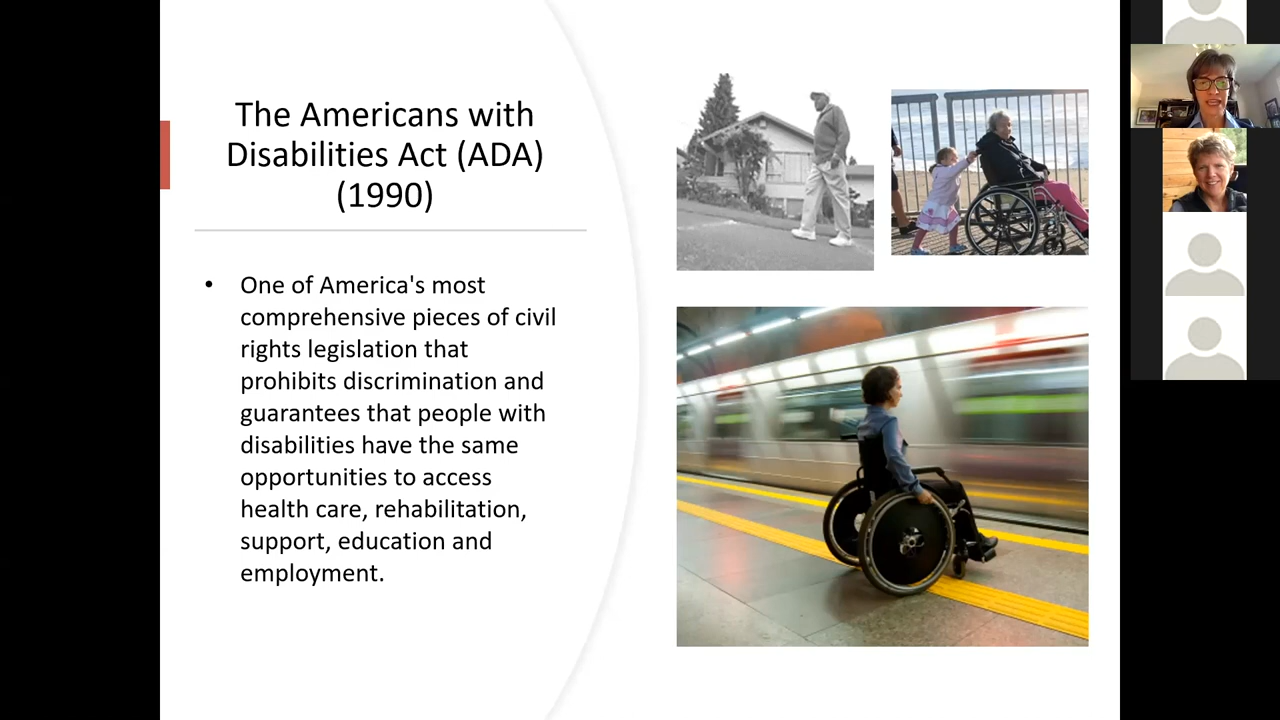 The Americans with
Disabilities Act (ADA)
(1990)
• One of America's most
comprehensive pieces of civil
rights legislation that
prohibits discrimination and
guarantees that people with
disabilities have the same
opportunities to access
health care, rehabilitation,
support, education and
employment.